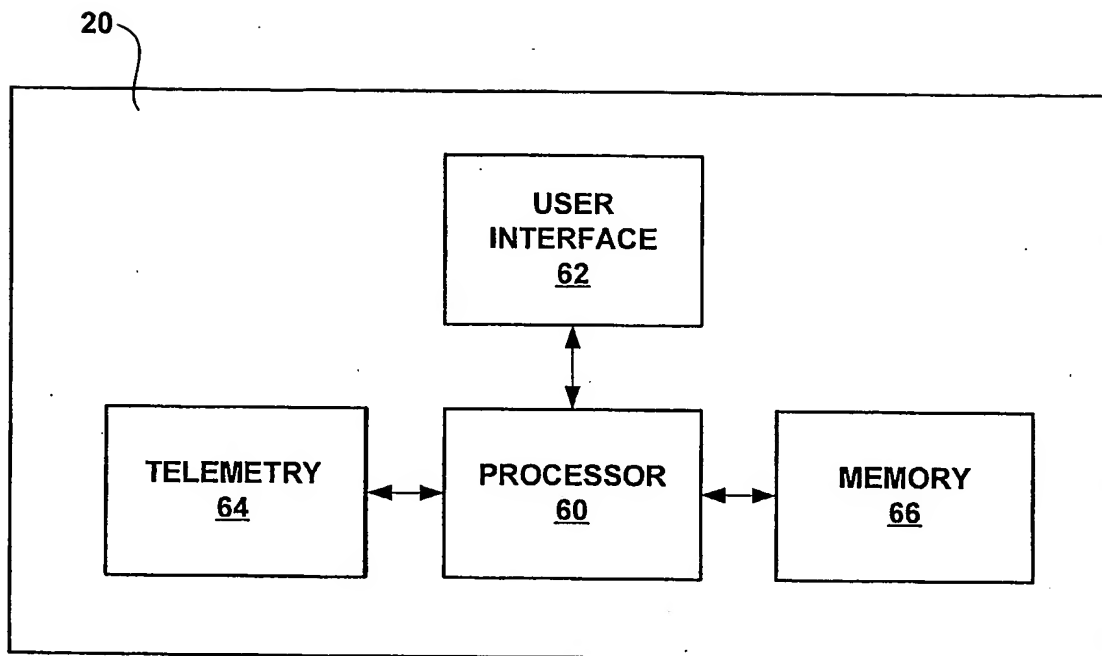 20
USER
INTERFACE
62
TELEMETRY
64
PROCESSOR
60
MEMORY
66